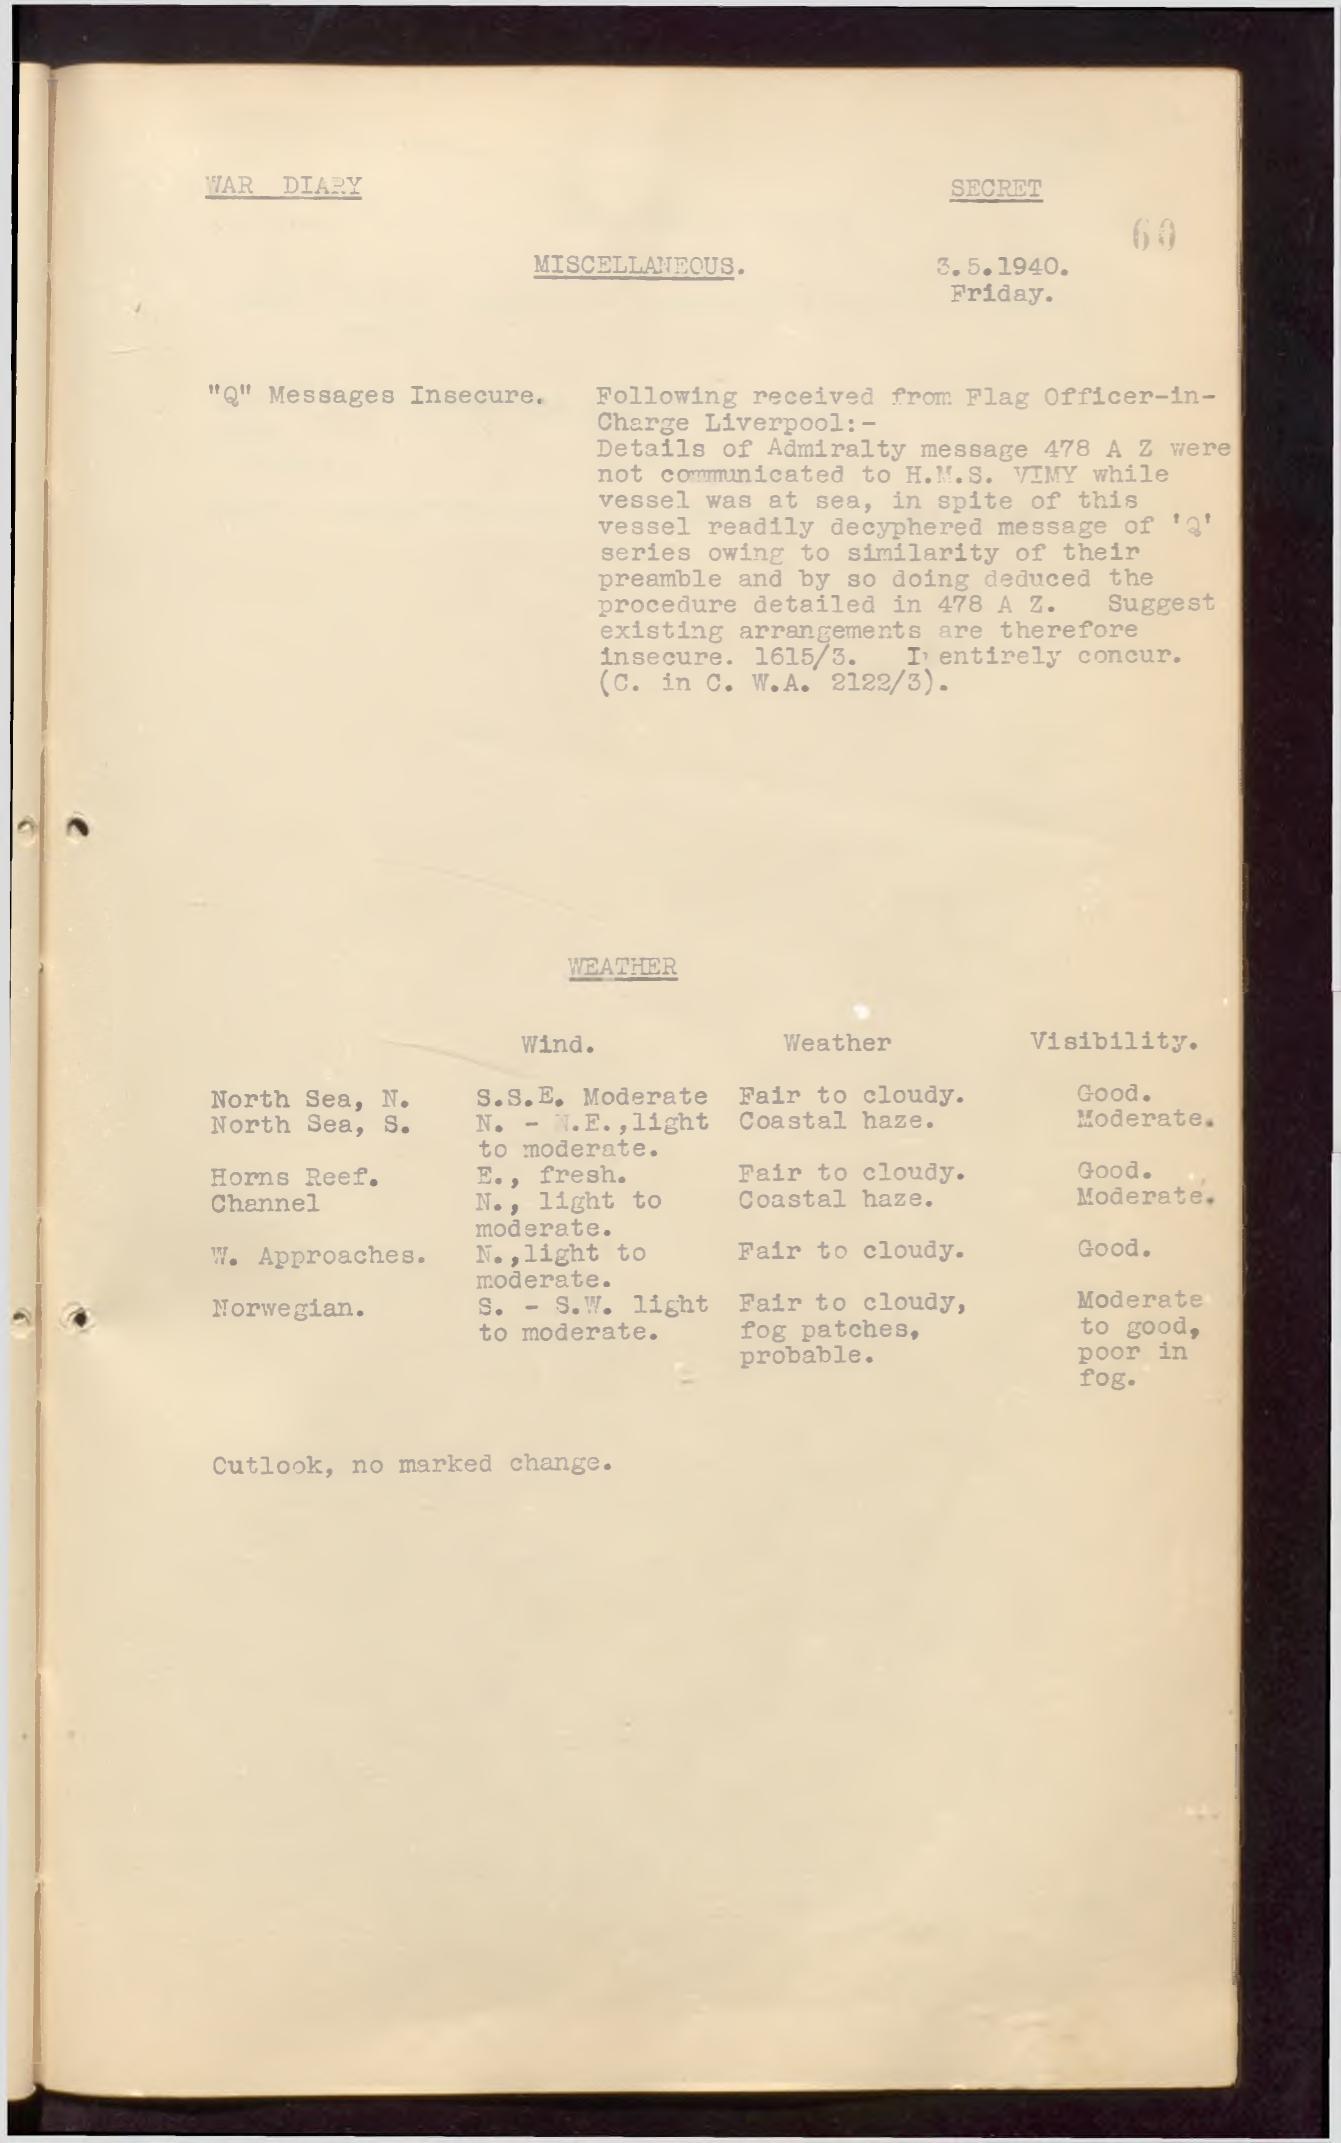 WAR DIARY
SECRET
60
MISCELLANEOUS.
3.5.1940.
Friday.
"Q" Messages Insecure.
Following received from Flag Officer-in-
Charge Liverpool:-
Details of Admiralty message 478 A Z were
not communicated to H.M.S. VIMY while
vessel was at sea, in spite of this
vessel readily decyphered message of 'Q'
series owing to similarity of their
preamble and by so doing deduced the
procedure detailed in 478 A Z. Suggest
existing arrangements are therefore
insecure. 1615/3. I entirely concur.
(C. in C. W.A. 2122/3).
WEATHER
Wind. Weather Visibility.
North Sea, N. S.S.E. Moderate Fair to cloudy. Good.
North Sea, S. N. - N.E.,light Coastal haze. Moderate.
to moderate.
Horns Reef. E., fresh. Fair to cloudy. Good.
Channel N., light to Coastal haze. Moderate.
moderate.
W. Approaches. N.,light to Fair to cloudy. Good.
moderate.
Norwegian. S. - S.W. light Fair to cloudy, Moderate
to moderate. fog patches, to good,
probable. poor in
fog.
Cutlook, no marked change.